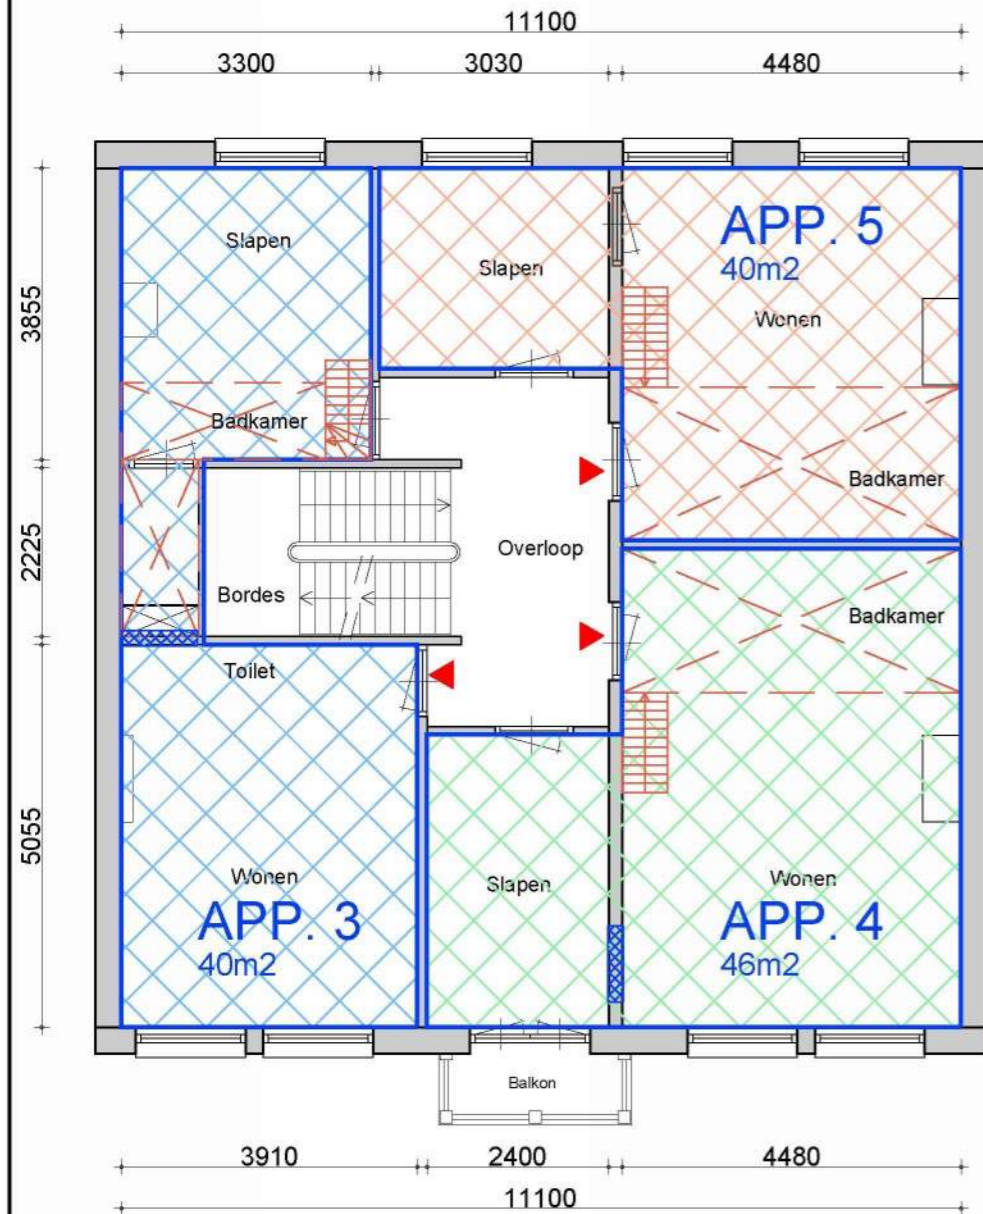 11100
3300
3030
4480
Slapen
Slapen
APP. 5
40m2
Wonen
3855
Badkamer
Badkamer
2225
Overloop
Bordes
Badkamer
Toilet
5055
Wonen
APP. 3
40m2
Slapen
Wonen
APP. 4
46m2
Balkon
3910
2400
4480
11100